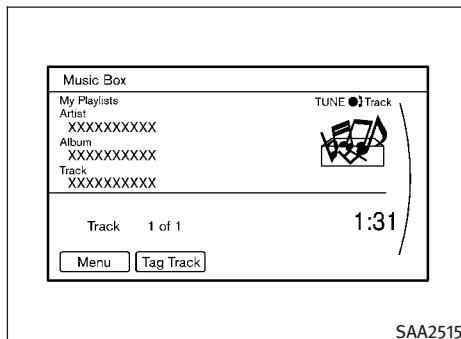 Music Box
My Playlists
TUNE Track
Artist
XXXXXXXXXX
Album
XXXXXXXXXX
Track
XXXXXXXXXX
Track 1 of 1
1:31
Menu Tag Track
SAA2515